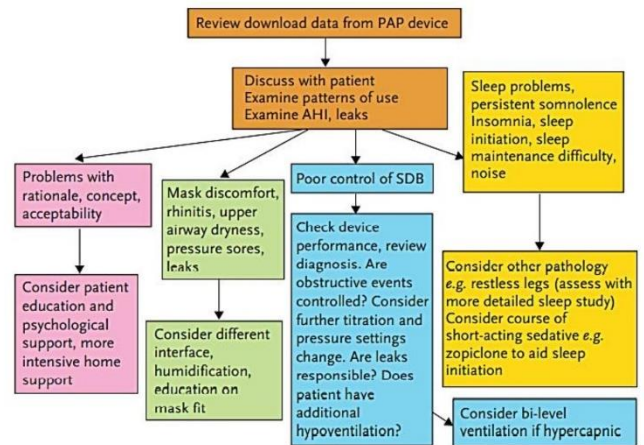 Review download data from PAP device
Discuss with patient
Examine patterns of use
Examine AHI, leaks
Sleep problems,
persistent somnolence
Insomnia, sleep
initiation, sleep
maintenance difficulty,
noise
Problems with
rationale, concept,
acceptability
Mask discomfort,
rhinitis, upper
airway dryness,
pressure sores,
leaks
Poor control of SDB
Consider patient
education and
psychological
support, more
intensive home
support
Consider different
interface,
humidification,
education on
mask fit
Check device
performance, review
diagnosis. Are
obstructive events
controlled? Consider
further titration and
pressure settings
change. Are leaks
responsible? Does
patient have
additional
hypoventilation?
Consider other pathology
e.g. restless legs (assess with
more detailed sleep study)
Consider course of
short-acting sedative e.g.
zopiclone to aid sleep
initiation
Consider bi-level
ventilation if hypercapnic